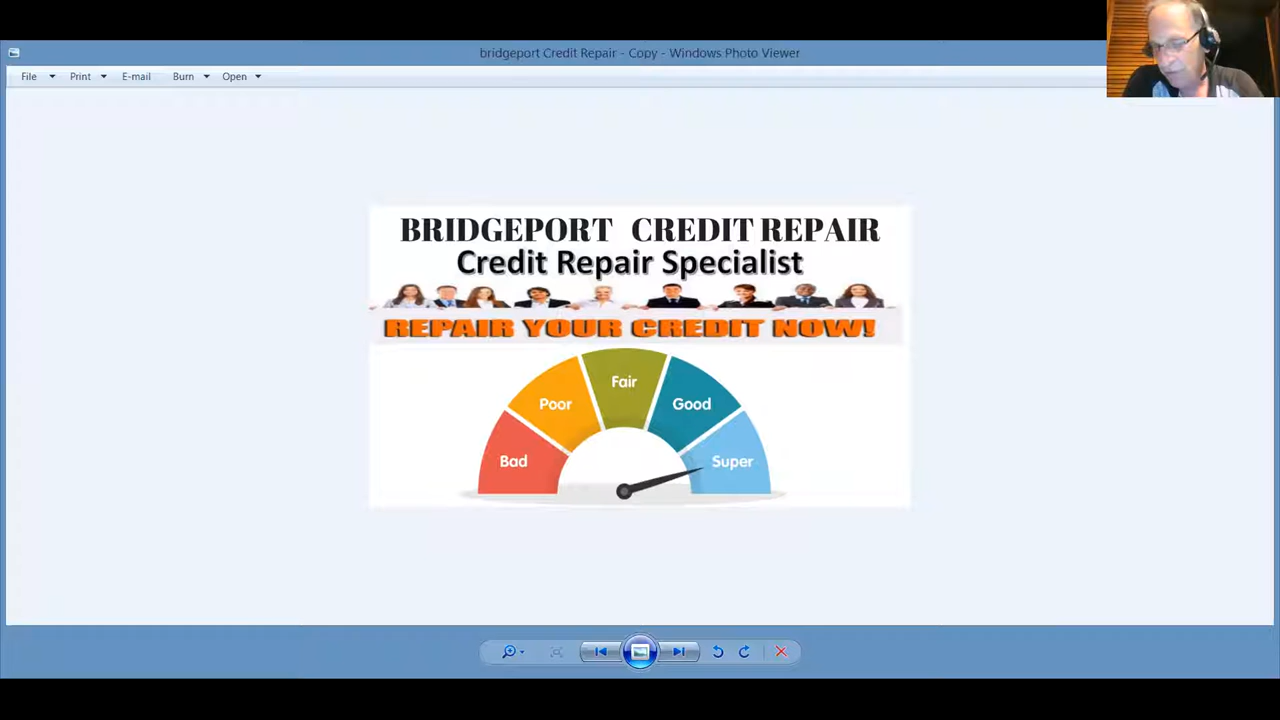 bridgeport Credit Repair - Copy - Windows Photo Viewer
File Print E-mail Burn Open
BRIDGEPORT CREDIT REPAIR
Credit Repair Specialist
REPAIR YOUR CREDIT NOW!
Fair
Poor
Good
Bad
Super